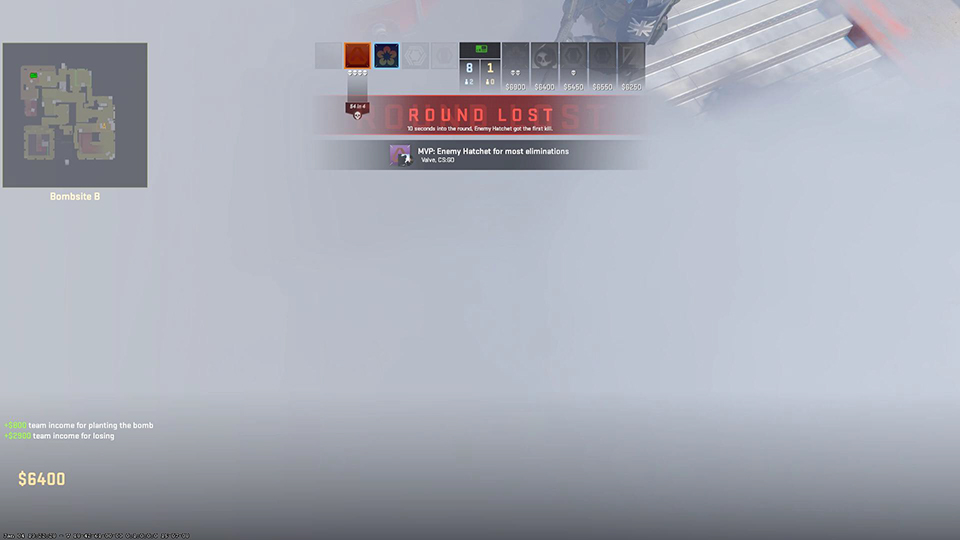 8 1
2 0
$6800 $6400 $5450 $6550 $6250
$4 in 4
ROUND LOST
10 seconds into the round, Enemy Hatchet got the first kill.
MVP: Enemy Hatchet for most eliminations
Valve, CS:GO
Bombsite B
+$800 team income for planting the bomb
+$2900 team income for losing
$6400